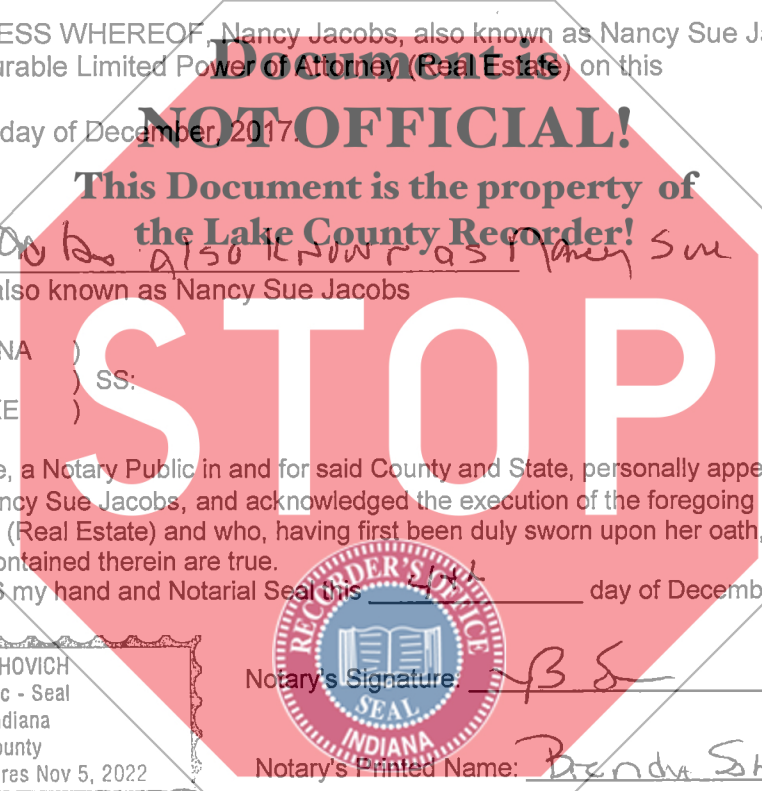 ESS WHEREOF, Nancy Jacobs, also known as Nancy Sue Ja
urable Limited Power of Attorney (Real Estate) on this
Document is
day of December, 2017.
NOT OFFICIAL!
This Document is the property of
the Lake County Recorder!
also known as Nancy Sue
also known as Nancy Sue Jacobs
NA )
) SS:
KE )
STOP
e, a Notary Public in and for said County and State, personally appe
ncy Sue Jacobs, and acknowledged the execution of the foregoing
(Real Estate) and who, having first been duly sworn upon her oath,
ontained therein are true.
S my hand and Notarial Seal this 4th day of Decemb
RECORDER'S OFFICE
SEAL
INDIANA
HOVICH
c - Seal
diana
ounty
res Nov 5, 2022
Notary's Signature: BS
Notary's Printed Name: Brenda